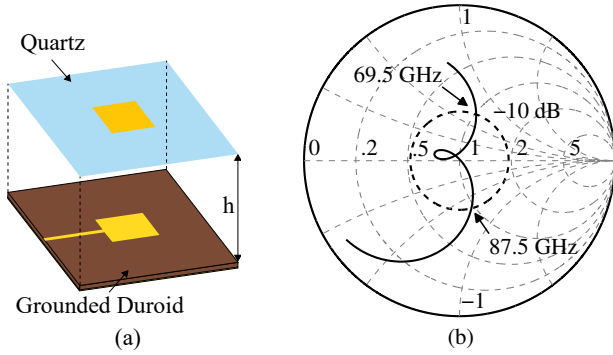 Quartz
h
Grounded Duroid
(a)
1
69.5 GHz
−10 dB
0 .2 .5 1 2 5
87.5 GHz
−1
(b)